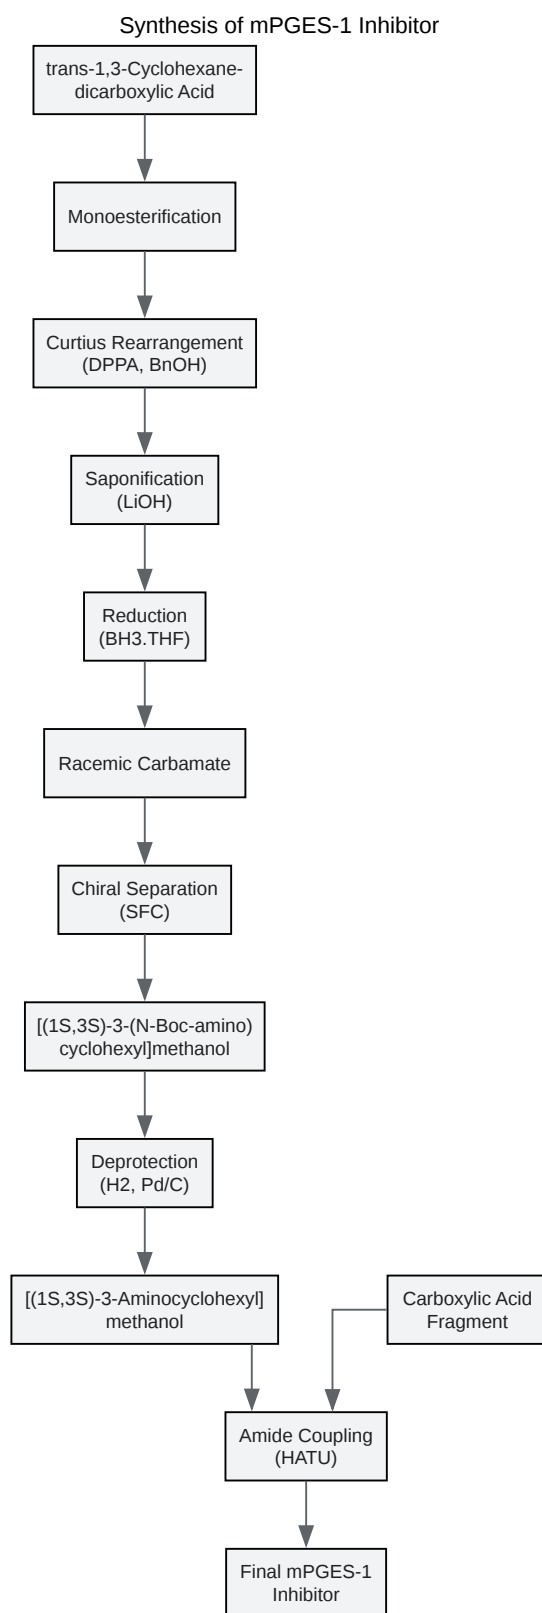 Synthesis of mPGES-1 Inhibitor
trans-1,3-Cyclohexane-
dicarboxylic Acid
Monoesterification
Curtius Rearrangement
(DPPA, BnOH)
Saponification
(LiOH)
Reduction
(BH3.THF)
Racemic Carbamate
Chiral Separation
(SFC)
[(1S,3S)-3-(N-Boc-amino)
cyclohexyl]methanol
Deprotection
(H2, Pd/C)
[(1S,3S)-3-Aminocyclohexyl]
methanol
Carboxylic Acid
Fragment
Amide Coupling
(HATU)
Final mPGES-1
Inhibitor